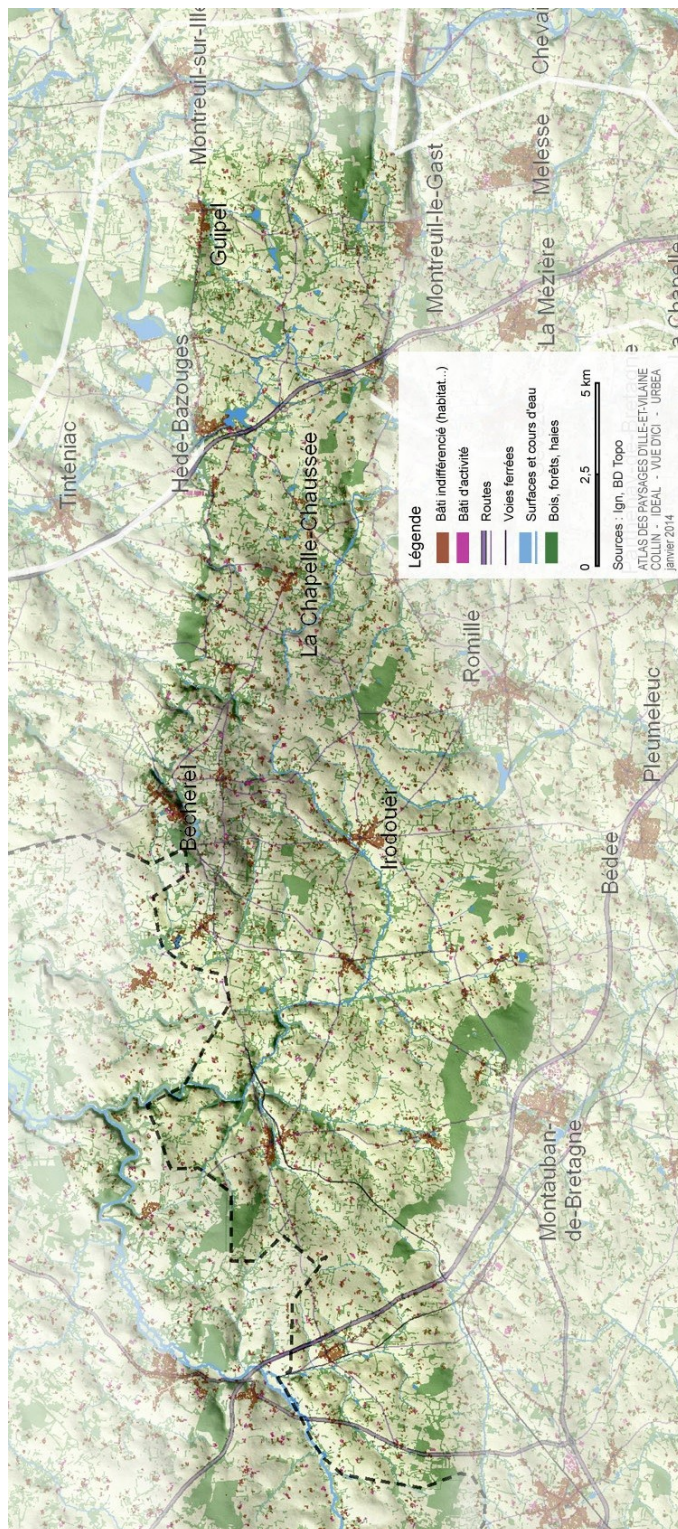 Montreuil-sur-Ille
Chevai
Tinténiac
Hédé-Bazouges
Guipel
Montreuil-le-Gast
Melesse
La Mézière
La Chapelle
Bécherel
La Chapelle-Chaussée
Romillé
Irodouër
Pleumeleuc
Bédée
Montauban-
de-Bretagne
Légende
Bâti indifférencié (habitat...)
Bâti d'activité
Routes
Voies ferrées
Surfaces et cours d'eau
Bois, forêts, haies
0 2,5 5 km
Sources : Ign, BD Topo
ATLAS DES PAYSAGES D'ILLE-ET-VILAINE
COLLIN - IDEAL - VUE D'ICI - URBEA
janvier 2014